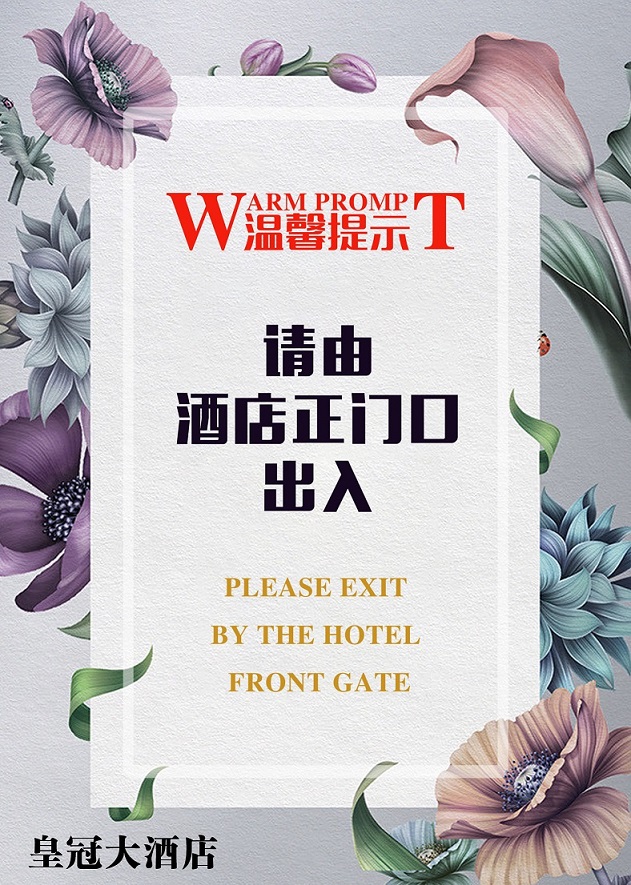 WARM PROMPT
温馨提示
请由
酒店正门口
出入
PLEASE EXIT
BY THE HOTEL
FRONT GATE
皇冠大酒店